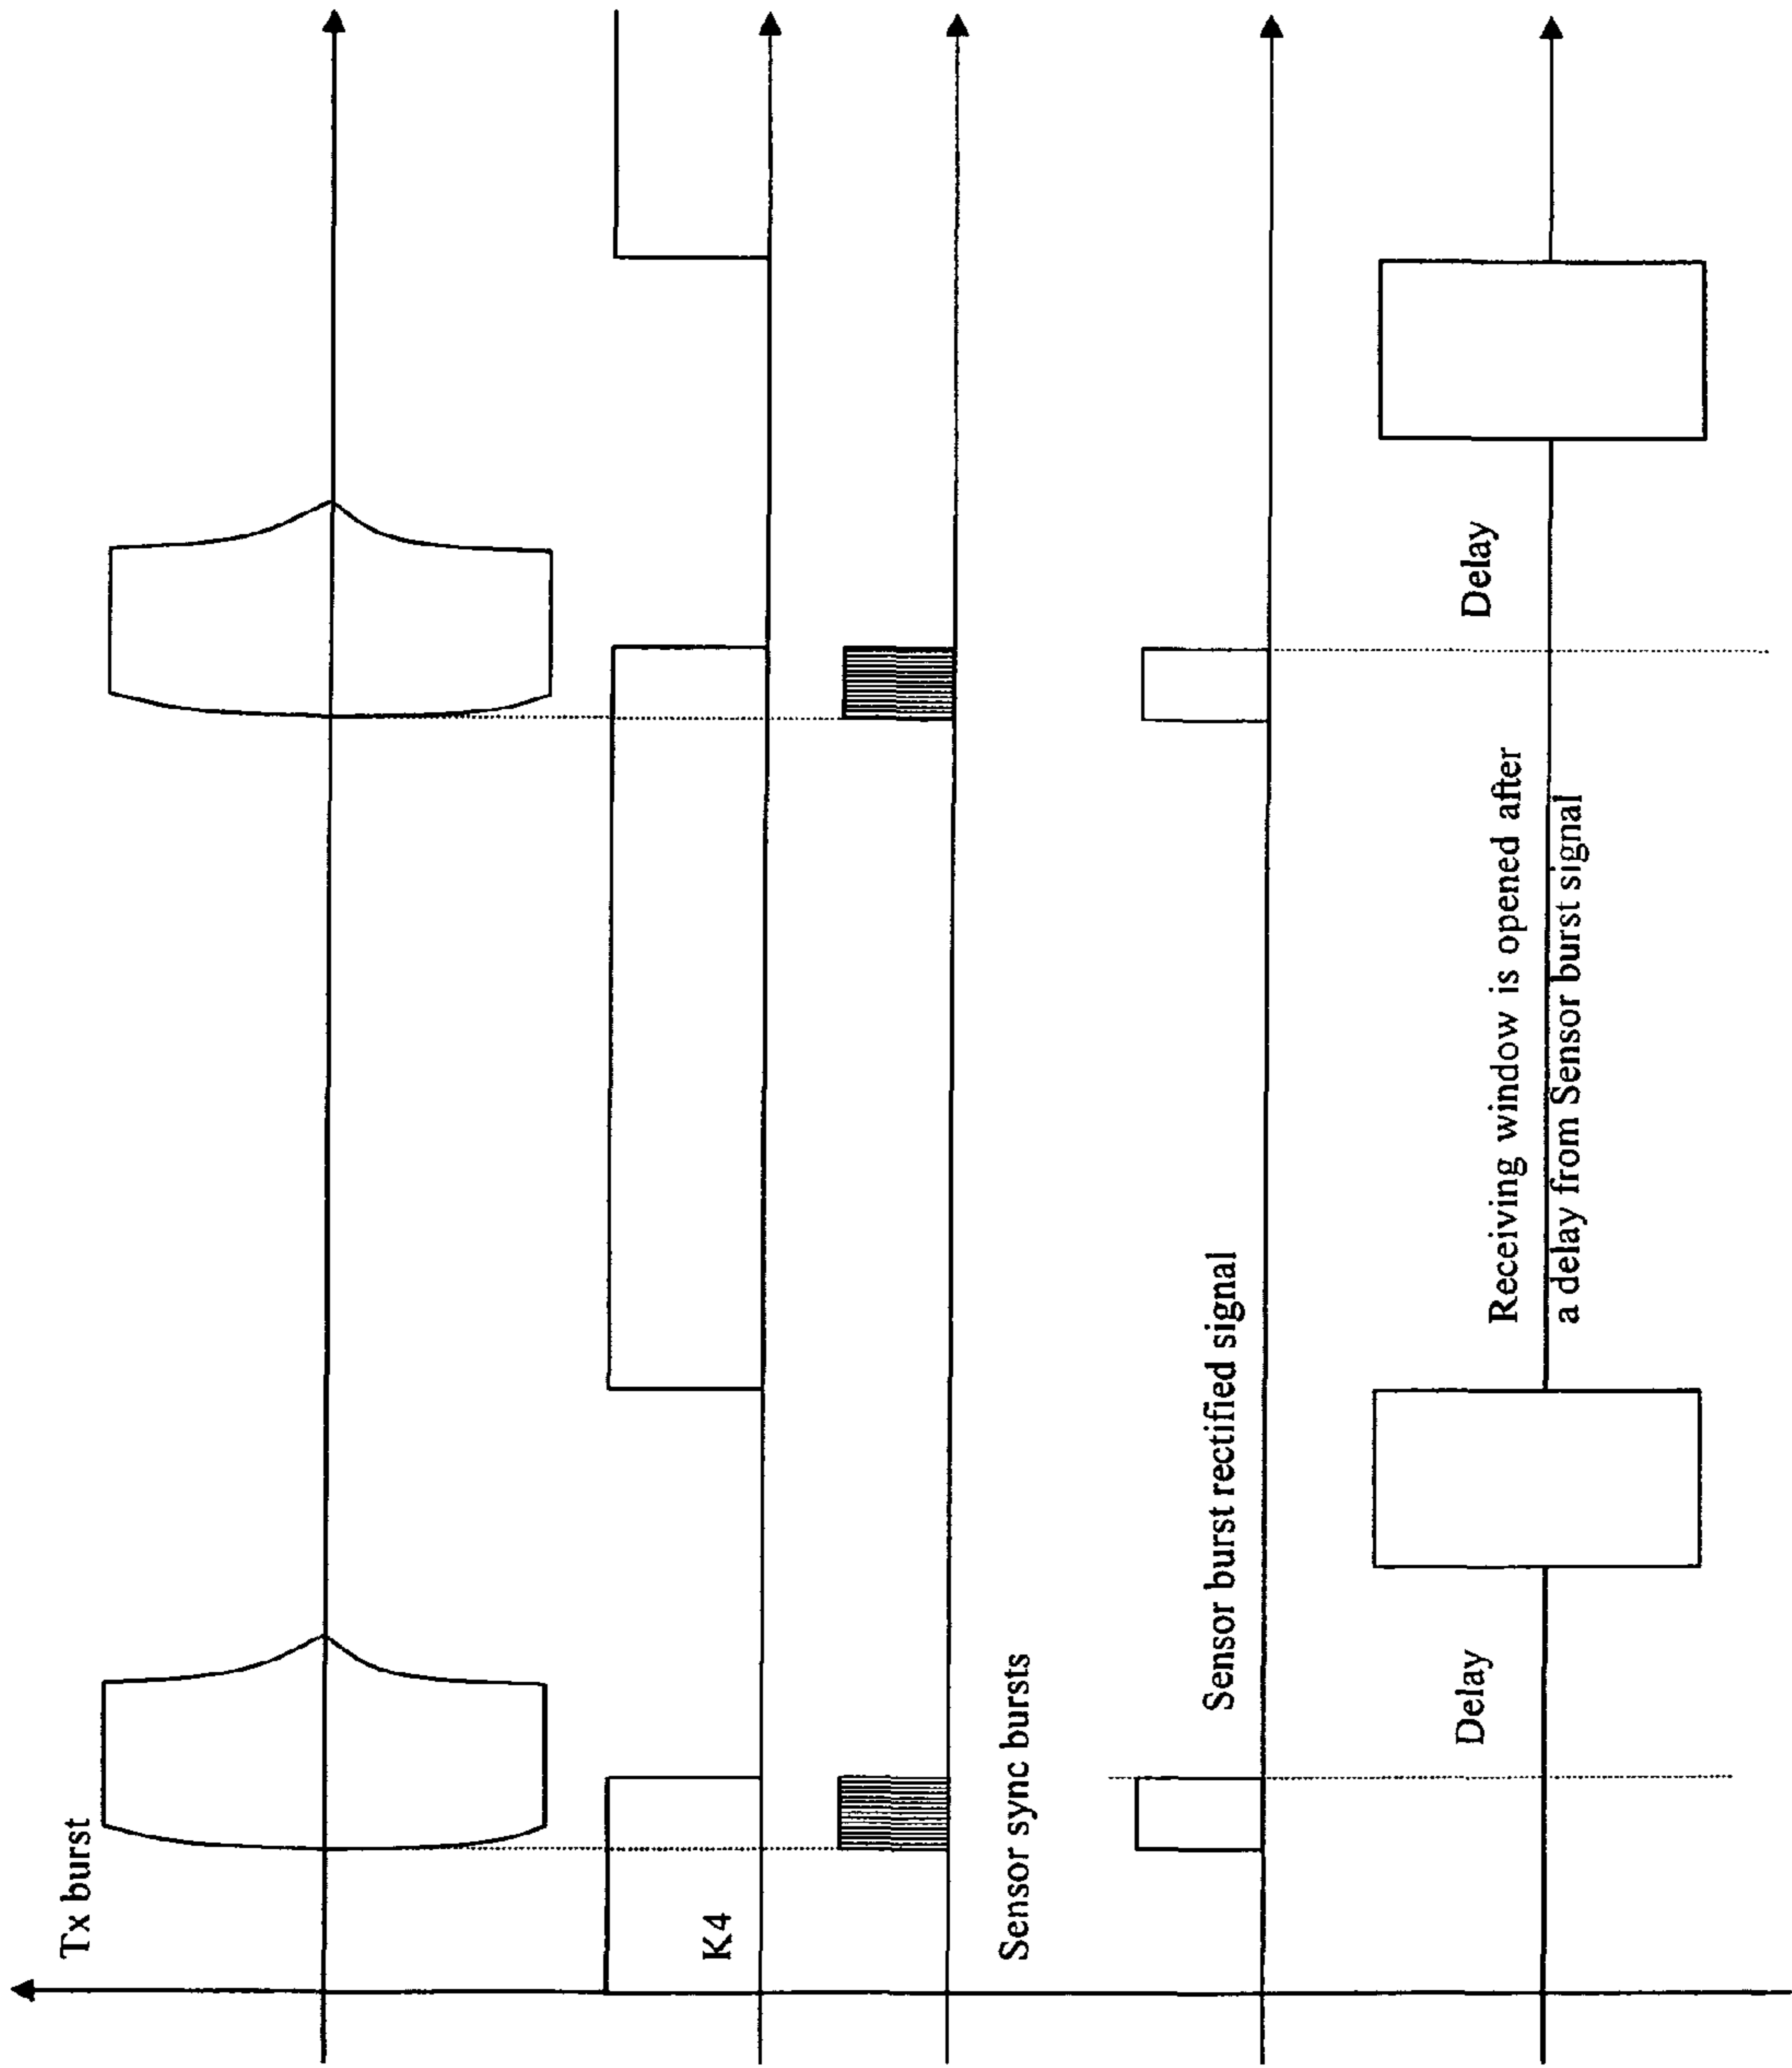 Tx burst
K4
Sensor sync bursts
Sensor burst rectified signal
Delay
Receiving window is opened after
a delay from Sensor burst signal
Delay